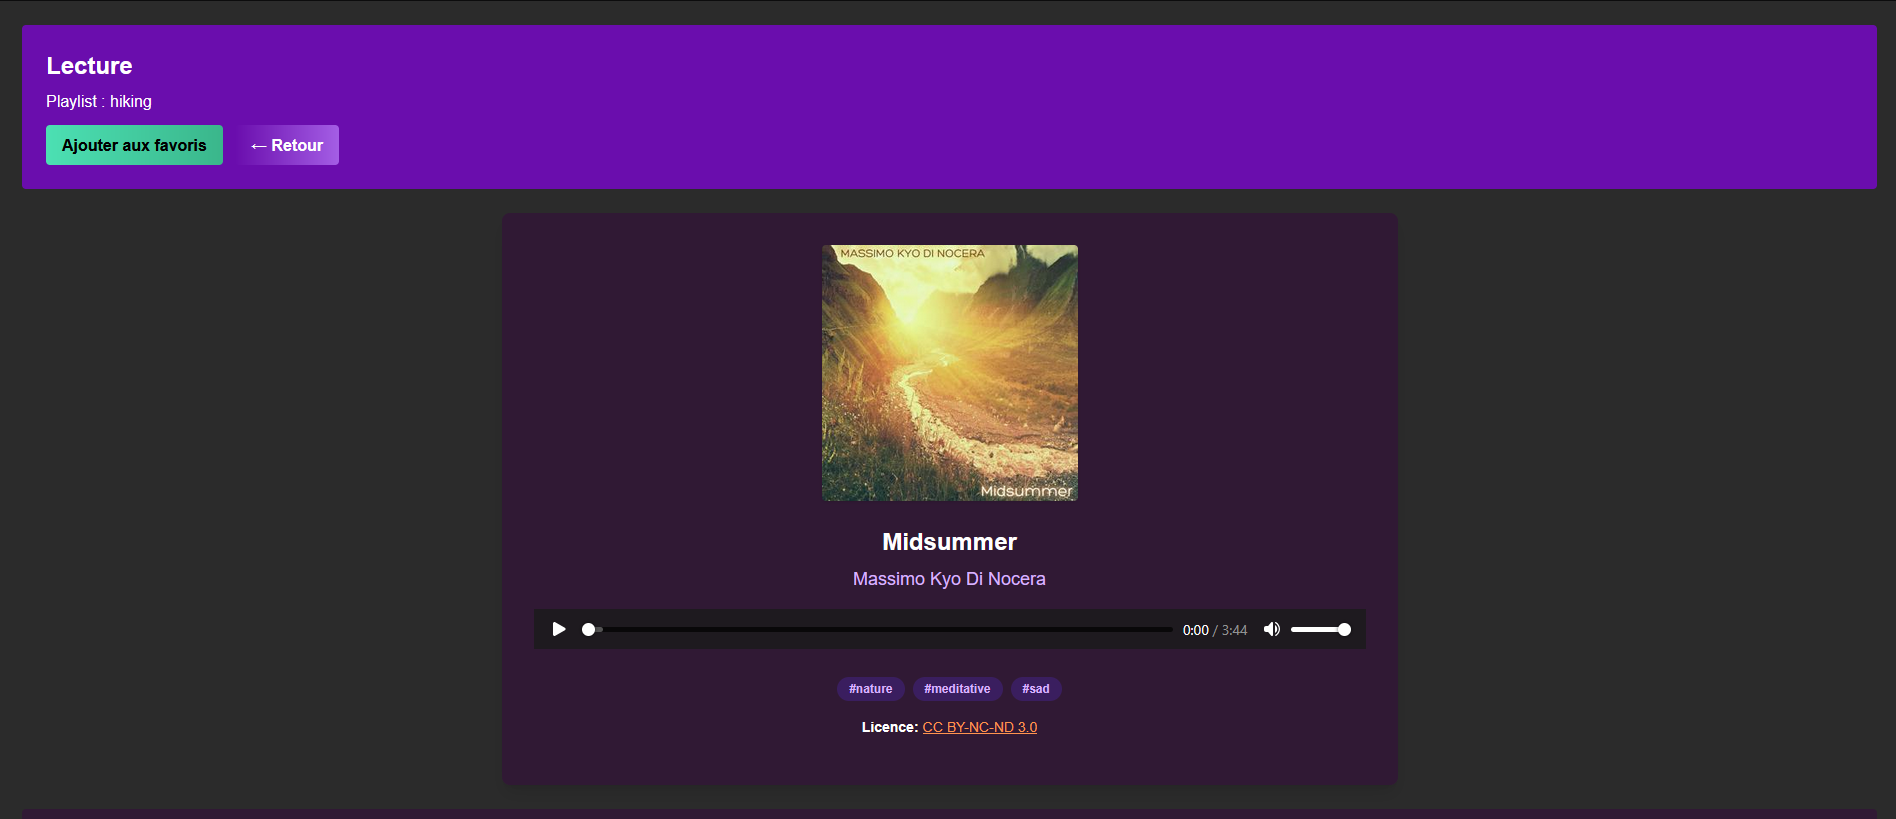 Lecture
Playlist : hiking
Ajouter aux favoris
← Retour
MASSIMO KYO DI NOCERA
Midsummer
Midsummer
Massimo Kyo Di Nocera
0:00 / 3:44
#nature #meditative #sad
Licence: CC BY-NC-ND 3.0